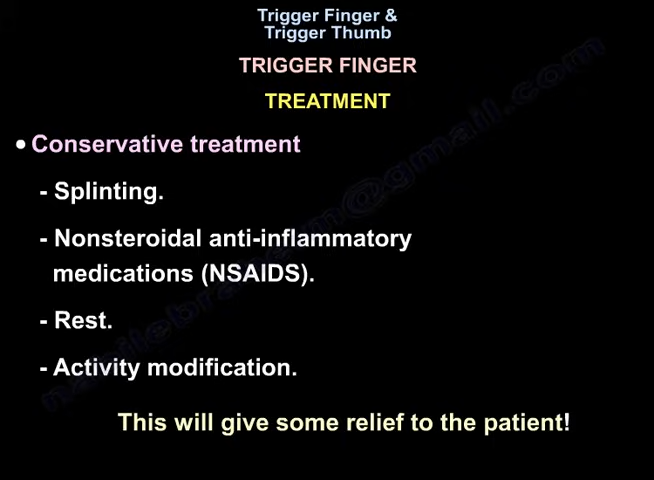 Trigger Finger &
Trigger Thumb
TRIGGER FINGER
TREATMENT
• Conservative treatment
- Splinting.
- Nonsteroidal anti-inflammatory
medications (NSAIDS).
- Rest.
- Activity modification.
This will give some relief to the patient!